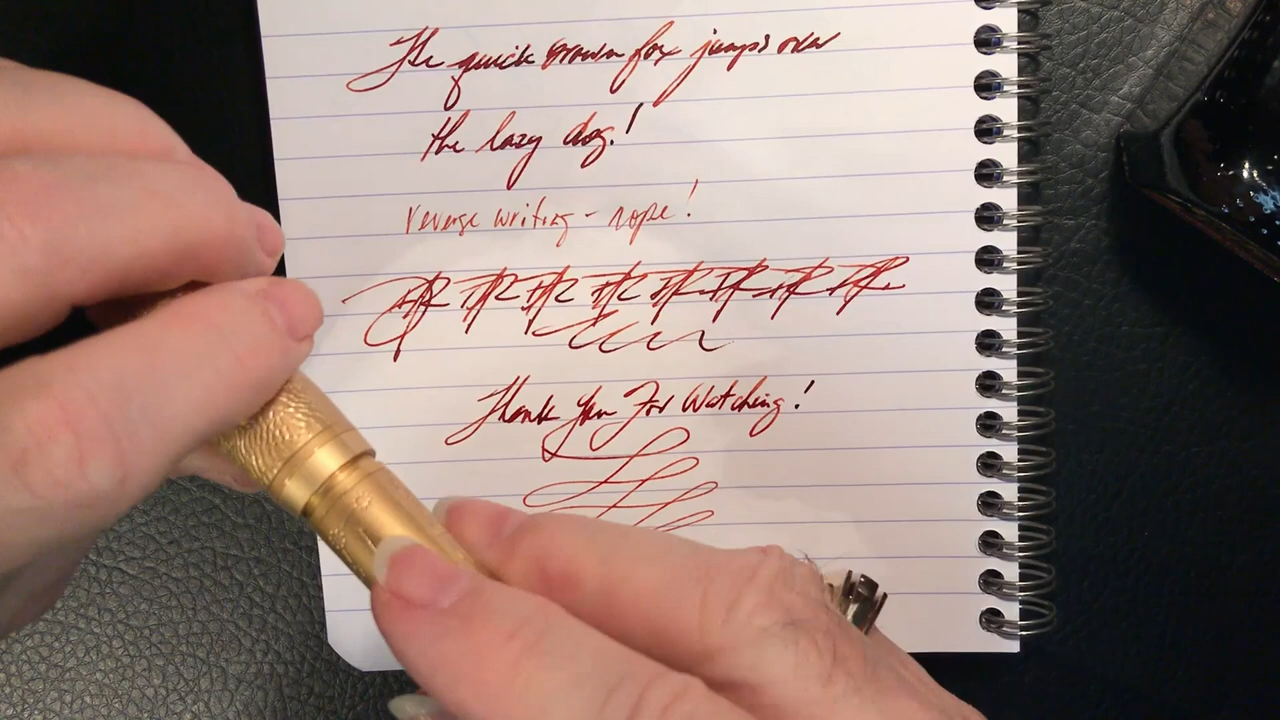 The quick brown fox jumps over
the lazy dog!
reverse writing - nope!
Thank You For Watching!